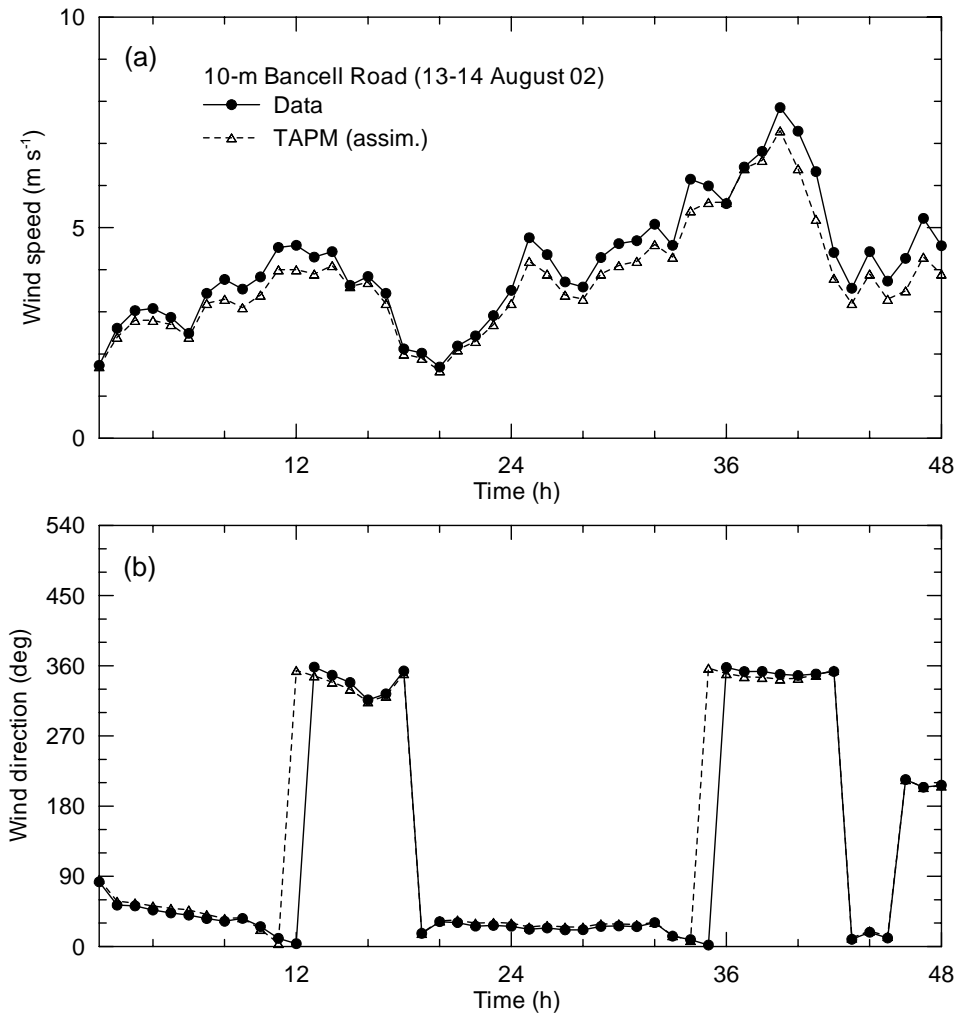 10
(a)
10-m Bancell Road (13-14 August 02)
Data
TAPM (assim.)
Wind speed (m s-1)
5
0
12
24
36
48
Time (h)
540
(b)
450
360
Wind direction (deg)
270
180
90
0
12
24
36
48
Time (h)